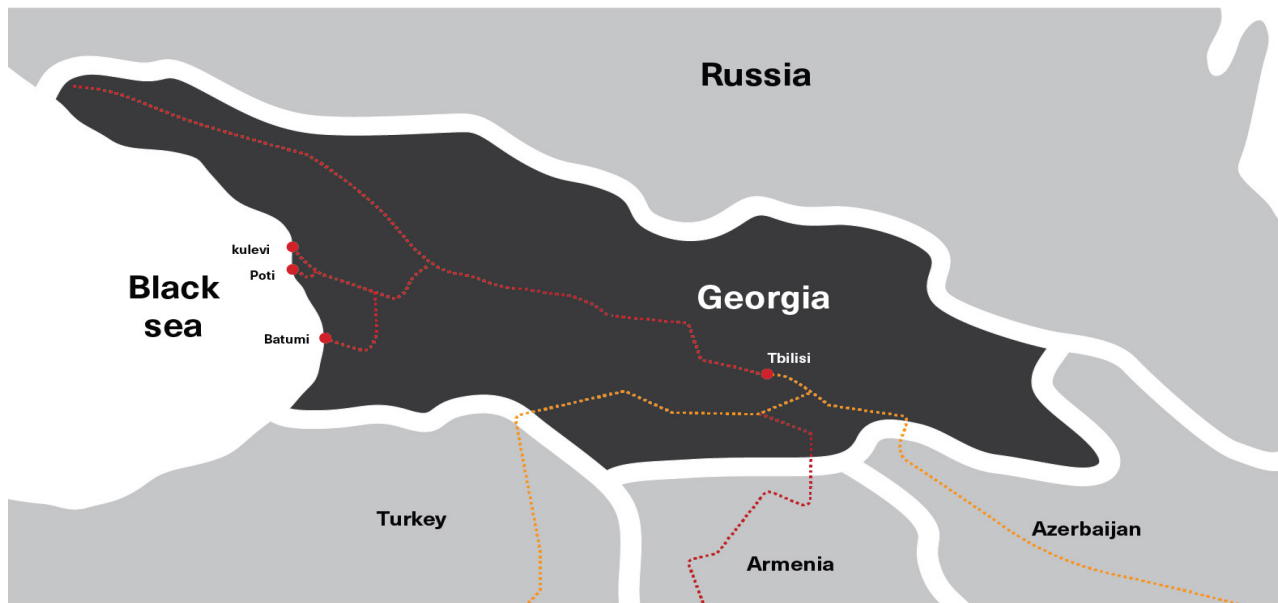 Russia
kulevi
Poti
Black
sea
Georgia
Batumi
Tbilisi
Turkey
Azerbaijan
Armenia